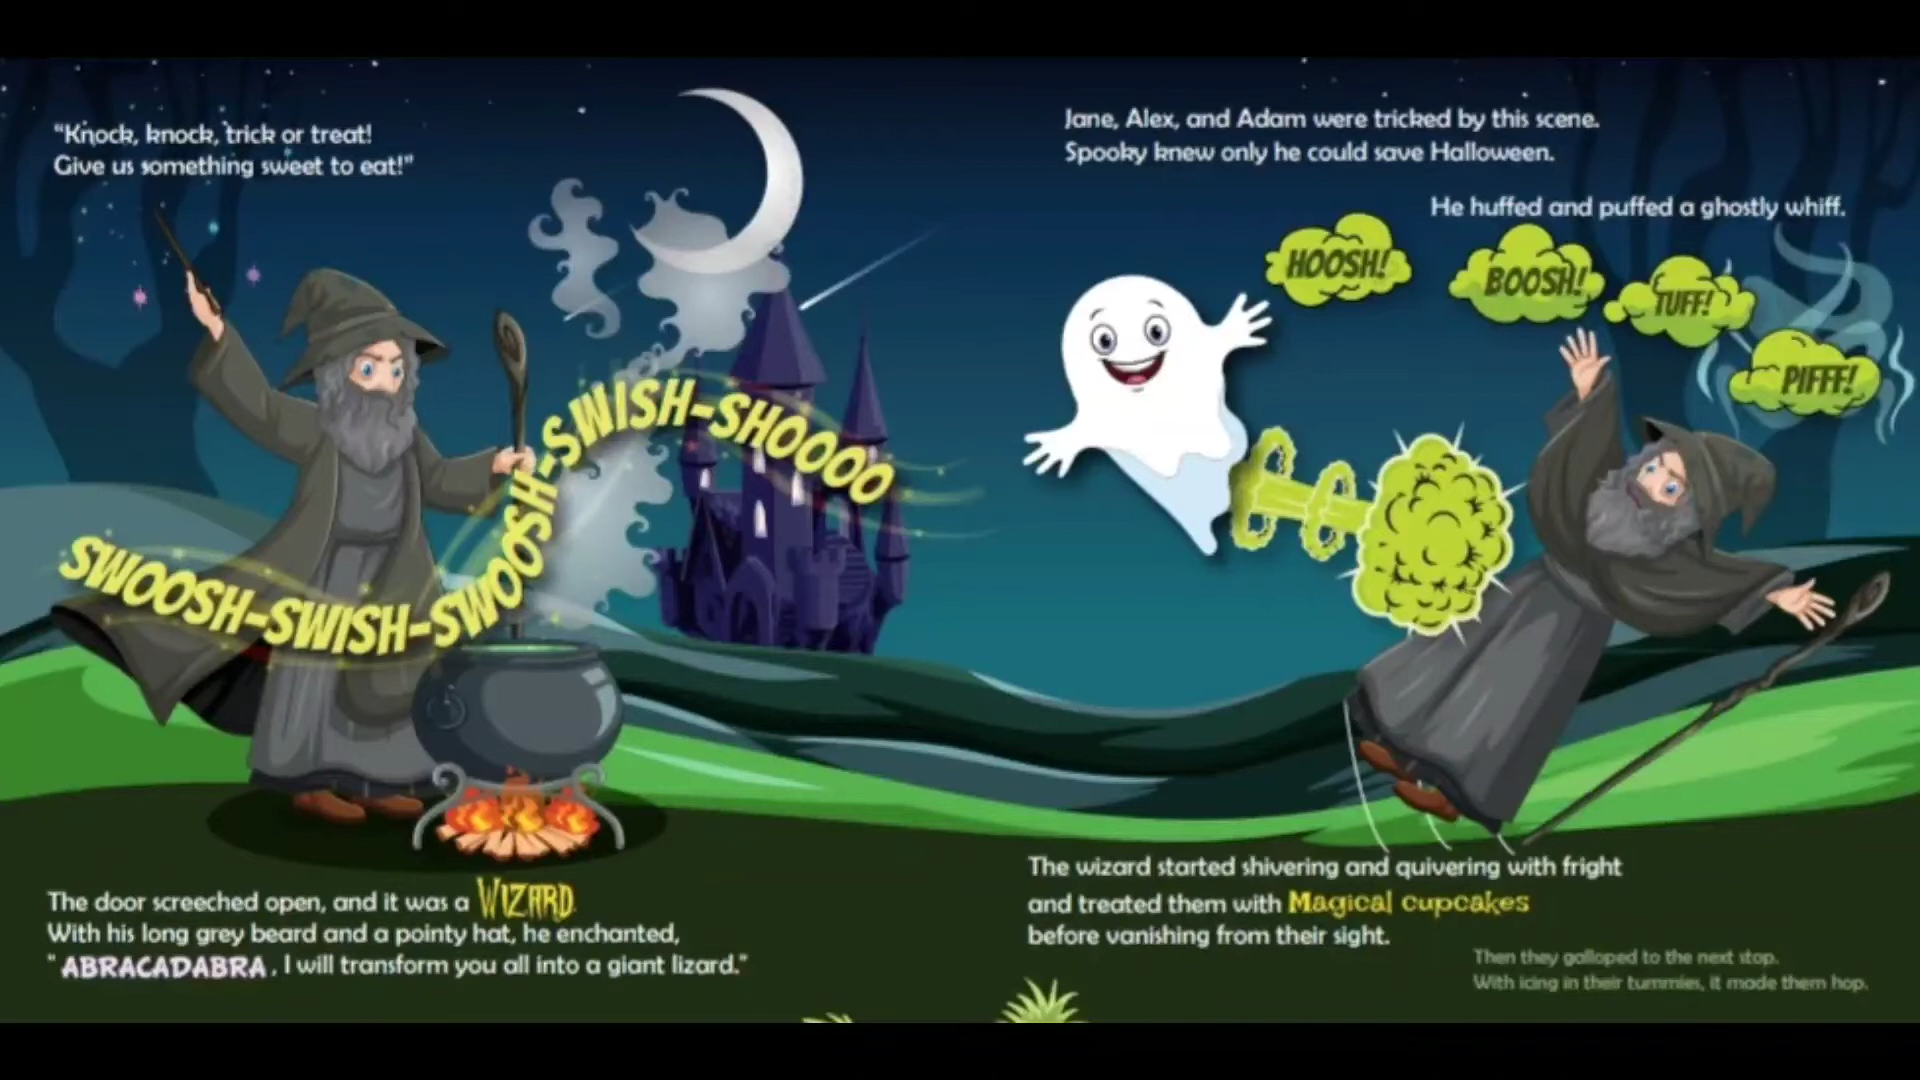 "Knock, knock, trick or treat!
Give us something sweet to eat!"
SWOOSH-SWISH-SWOOSH-SWISH-SHOOOO
The door screeched open, and it was a WIZARD.
With his long grey beard and a pointy hat, he enchanted,
"ABRACADABRA, I will transform you all into a giant lizard."
Jane, Alex, and Adam were tricked by this scene.
Spooky knew only he could save Halloween.
He huffed and puffed a ghostly whiff.
HOOSH!
BOOSH!
TUFF!
PIFFF!
The wizard started shivering and quivering with fright
and treated them with Magical cupcakes
before vanishing from their sight.
Then they galloped to the next stop.
With icing in their tummies, it made them hop.